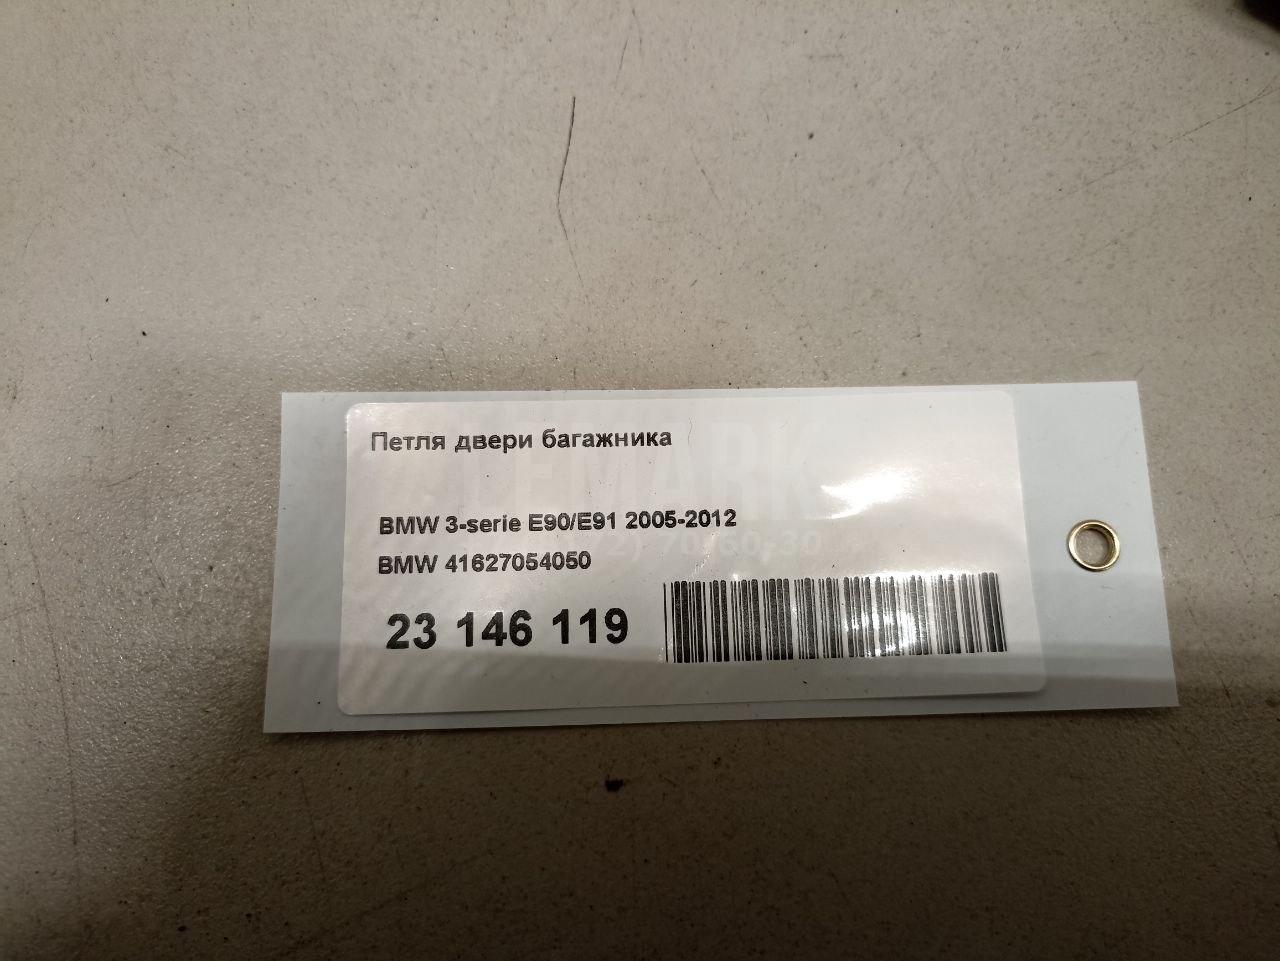 Петля двери багажника
BMW 3-serie E90/E91 2005-2012
BMW 41627054050
23 146 119